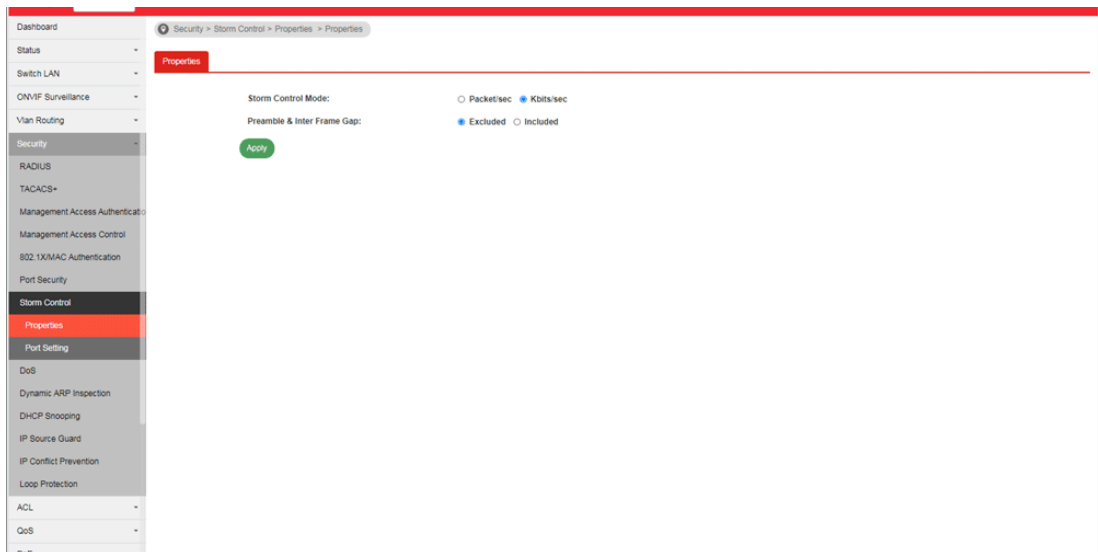 Dashboard
Security > Storm Control > Properties > Properties
Status
Properties
Switch LAN
ONVIF Surveillance
Storm Control Mode: Packet/sec Kbits/sec
Vlan Routing
Preamble & Inter Frame Gap: Excluded Included
Security
Apply
RADIUS
TACACS+
Management Access Authenticatio
Management Access Control
802.1X/MAC Authentication
Port Security
Storm Control
Properties
Port Setting
DoS
Dynamic ARP Inspection
DHCP Snooping
IP Source Guard
IP Conflict Prevention
Loop Protection
ACL
QoS